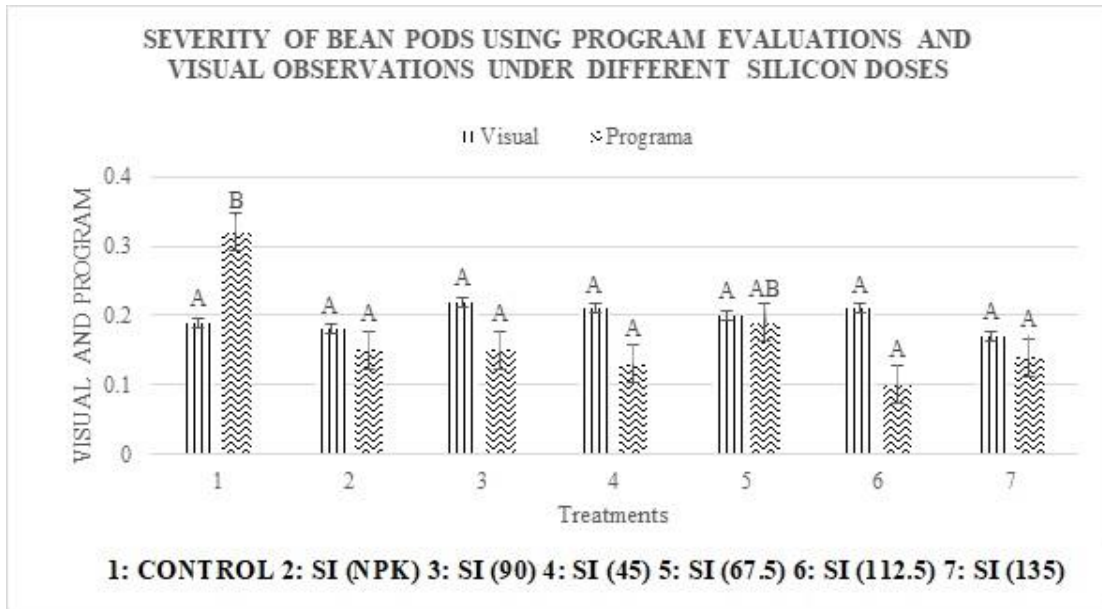 SEVERITY OF BEAN PODS USING PROGRAM EVALUATIONS AND
VISUAL OBSERVATIONS UNDER DIFFERENT SILICON DOSES
Visual Programa
VISUAL AND PROGRAM
0.4
0.3
0.2
0.1
0
A B A A A A A A A AB A A A A
1 2 3 4 5 6 7
Treatments
1: CONTROL 2: SI (NPK) 3: SI (90) 4: SI (45) 5: SI (67.5) 6: SI (112.5) 7: SI (135)